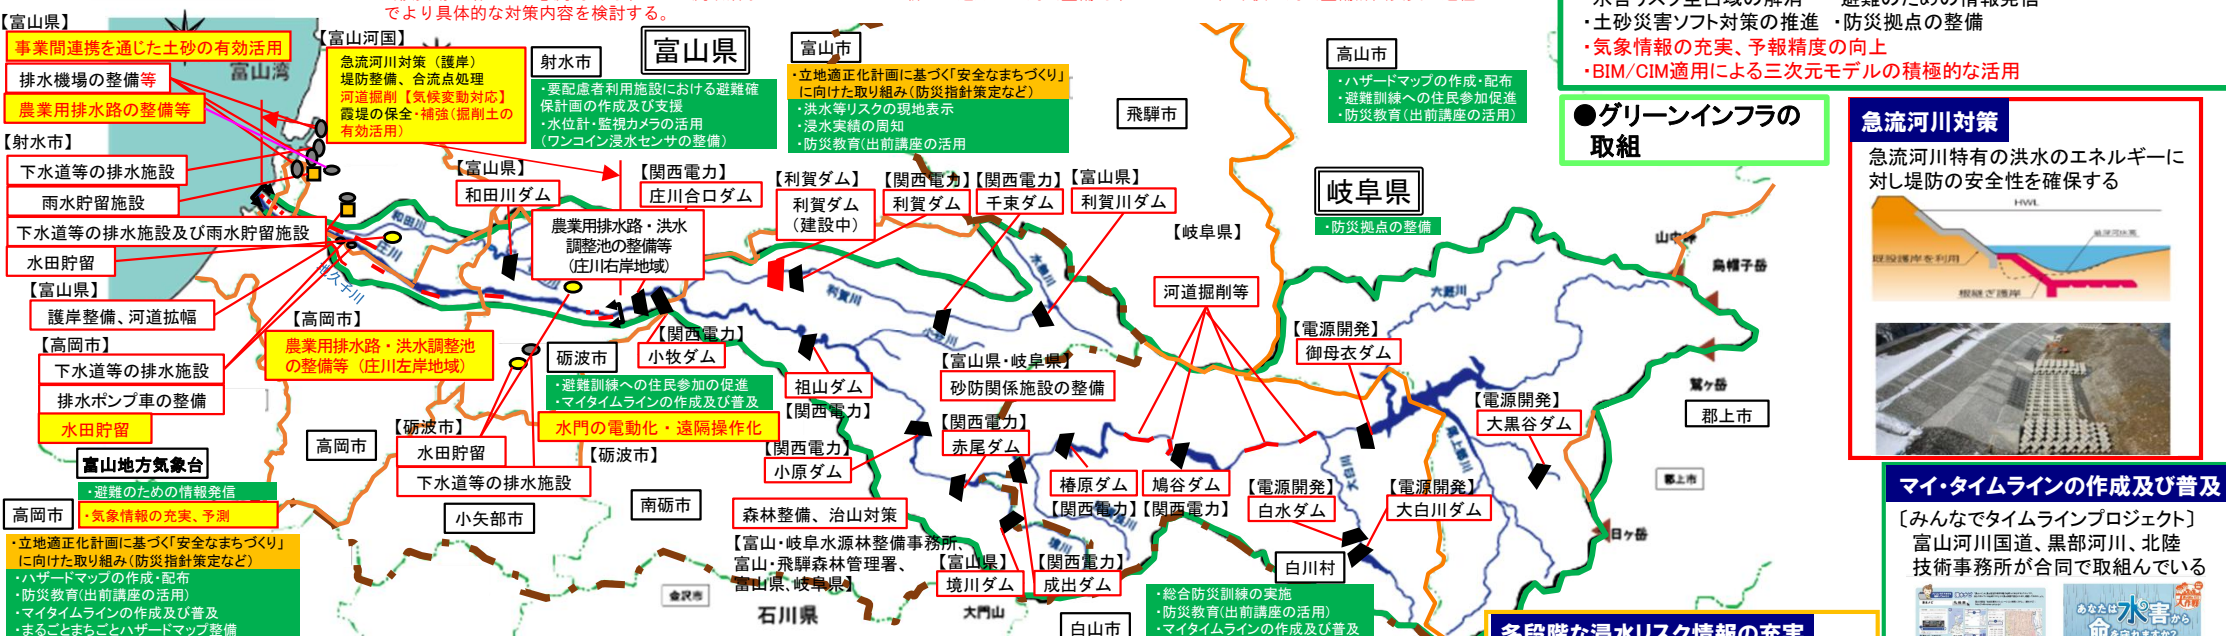 でより具体的な対策内容を検討する。
【富山県】
事業間連携を通じた土砂の有効活用
排水機場の整備等
農業用排水路の整備等
【射水市】
下水道等の排水施設
雨水貯留施設
下水道等の排水施設及び雨水貯留施設
水田貯留
【富山県】
護岸整備、河道拡幅
【高岡市】
下水道等の排水施設
排水ポンプ車の整備
水田貯留
富山地方気象台
・避難のための情報発信
・気象情報の充実、予測
高岡市
・立地適正化計画に基づく「安全なまちづくり」
に向けた取り組み(防災指針策定など)
・ハザードマップの作成・配布
・防災教育(出前講座の活用)
・マイタイムラインの作成及び普及
・まるごとまちごとハザードマップ整備
富山湾
【富山河国】
急流河川対策（護岸）
堤防整備、合流点処理
河道掘削【気候変動対応】
霞堤の保全・補強(掘削土の
有効活用)
射水市
・要配慮者利用施設における避難確
保計画の作成及び支援
・水位計・監視カメラの活用
(ワンコイン浸水センサの整備)
富山県
富山市
・立地適正化計画に基づく「安全なまちづくり」
に向けた取り組み(防災指針策定など)
・洪水等リスクの現地表示
・浸水実績の周知
・防災教育(出前講座の活用
飛騨市
高山市
・ハザードマップの作成・配布
・避難訓練への住民参加促進
・防災教育(出前講座の活用)
岐阜県
・防災拠点の整備
【富山県】
和田川ダム
【関西電力】
庄川合口ダム
農業用排水路・洪水
調整池の整備等
(庄川右岸地域)
【利賀ダム】
利賀ダム
(建設中)
【関西電力】
利賀ダム
【関西電力】
千束ダム
【富山県】
利賀川ダム
【岐阜県】
河道掘削等
和田川
庄川
利賀川
【高岡市】
農業用排水路・洪水調整池
の整備等（庄川左岸地域）
【関西電力】
小牧ダム
砺波市
・避難訓練への住民参加の促進
・マイタイムラインの作成及び普及
水門の電動化・遠隔操作化
【砺波市】
高岡市
【砺波市】
水田貯留
下水道等の排水施設
小矢部市
南砺市
祖山ダム
【関西電力】
【関西電力】
小原ダム
【富山県・岐阜県】
砂防関係施設の整備
【関西電力】
赤尾ダム
森林整備、治山対策
【富山・岐阜水源林整備事務所、
富山・飛騨森林管理署、
富山県、岐阜県】
【富山県】
境川ダム
【関西電力】
成出ダム
椿原ダム
【関西電力】
鳩谷ダム
【関西電力】
【電源開発】
御母衣ダム
【電源開発】
白水ダム
【電源開発】
大白川ダム
【電源開発】
大黒谷ダム
白川村
・総合防災訓練の実施
・防災教育(出前講座の活用)
・マイタイムラインの作成及び普及
白山市
金沢市
石川県
大門山
烏帽子岳
鷲ヶ岳
郡上市
郡上市
日ヶ岳
・土砂災害ソフト対策の推進 ・防災拠点の整備
・気象情報の充実、予報精度の向上
・BIM/CIM適用による三次元モデルの積極的な活用
●グリーンインフラの
取組
急流河川対策
急流河川特有の洪水のエネルギーに
対し堤防の安全性を確保する
HWL
既設護岸を利用
根継ぎ護岸
マイ・タイムラインの作成及び普及
〔みんなでタイムラインプロジェクト〕
富山河川国道、黒部河川、北陸
技術事務所が合同で取組んでいる
あなたは水害から
多段階な浸水リスク情報の充実